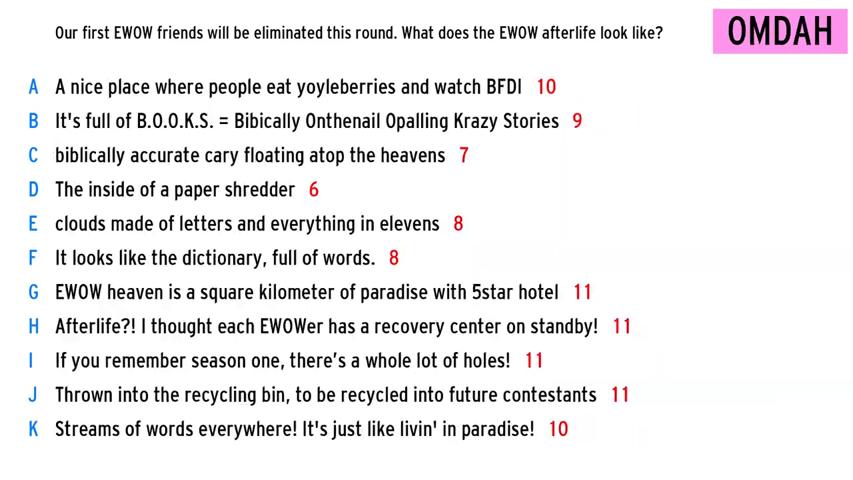 Our first EWOW friends will be eliminated this round. What does the EWOW afterlife look like?
OMDAH
A A nice place where people eat yoyleberries and watch BFDI 10
B It's full of B.O.O.K.S. = Bibically Onthenail Opalling Krazy Stories 9
C biblically accurate cary floating atop the heavens 7
D The inside of a paper shredder 6
E clouds made of letters and everything in elevens 8
F It looks like the dictionary, full of words. 8
G EWOW heaven is a square kilometer of paradise with 5star hotel 11
H Afterlife?! I thought each EWOWer has a recovery center on standby! 11
I If you remember season one, there's a whole lot of holes! 11
J Thrown into the recycling bin, to be recycled into future contestants 11
K Streams of words everywhere! It's just like livin' in paradise! 10